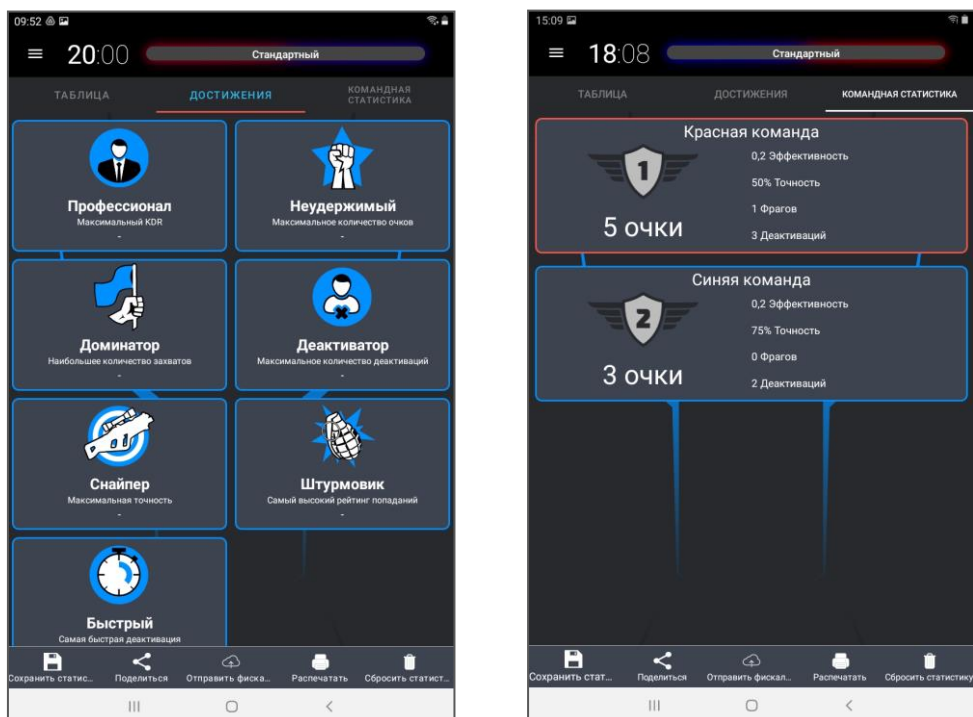 09:52
20:00
Стандартный
ТАБЛИЦА
ДОСТИЖЕНИЯ
КОМАНДНАЯ
СТАТИСТИКА
Профессионал
Максимальный KDR
-
Неудержимый
Максимальное количество очков
-
Доминатор
Наибольшее количество захватов
-
Деактиватор
Максимальное количество деактиваций
-
Снайпер
Максимальная точность
-
Штурмовик
Самый высокий рейтинг попаданий
-
Быстрый
Самая быстрая деактивация
Сохранить статис...
Поделиться
Отправить фиска...
Распечатать
Сбросить статист...
15:09
18:08
Стандартный
ТАБЛИЦА
ДОСТИЖЕНИЯ
КОМАНДНАЯ СТАТИСТИКА
Красная команда
1
5 очки
0,2 Эффективность
50% Точность
1 Фрагов
3 Деактиваций
Синяя команда
2
3 очки
0,2 Эффективность
75% Точность
0 Фрагов
2 Деактиваций
Сохранить стат...
Поделиться
Отправить фискал...
Распечатать
Сбросить статистику